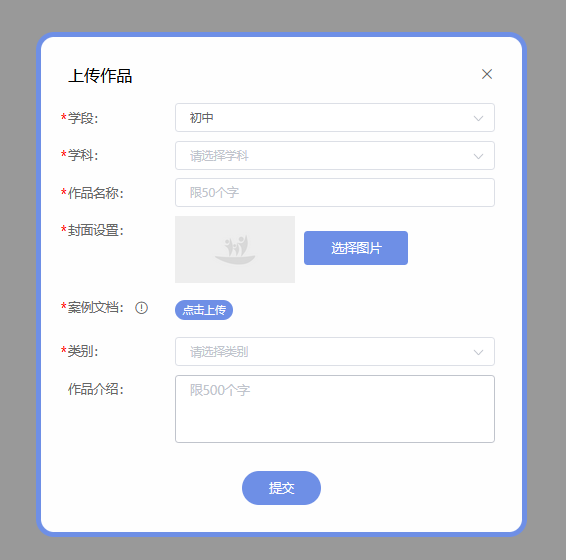 上传作品
*学段： 初中
*学科： 请选择学科
*作品名称： 限50个字
*封面设置： 选择图片
*案例文档： 点击上传
*类别： 请选择类别
作品介绍： 限500个字
提交